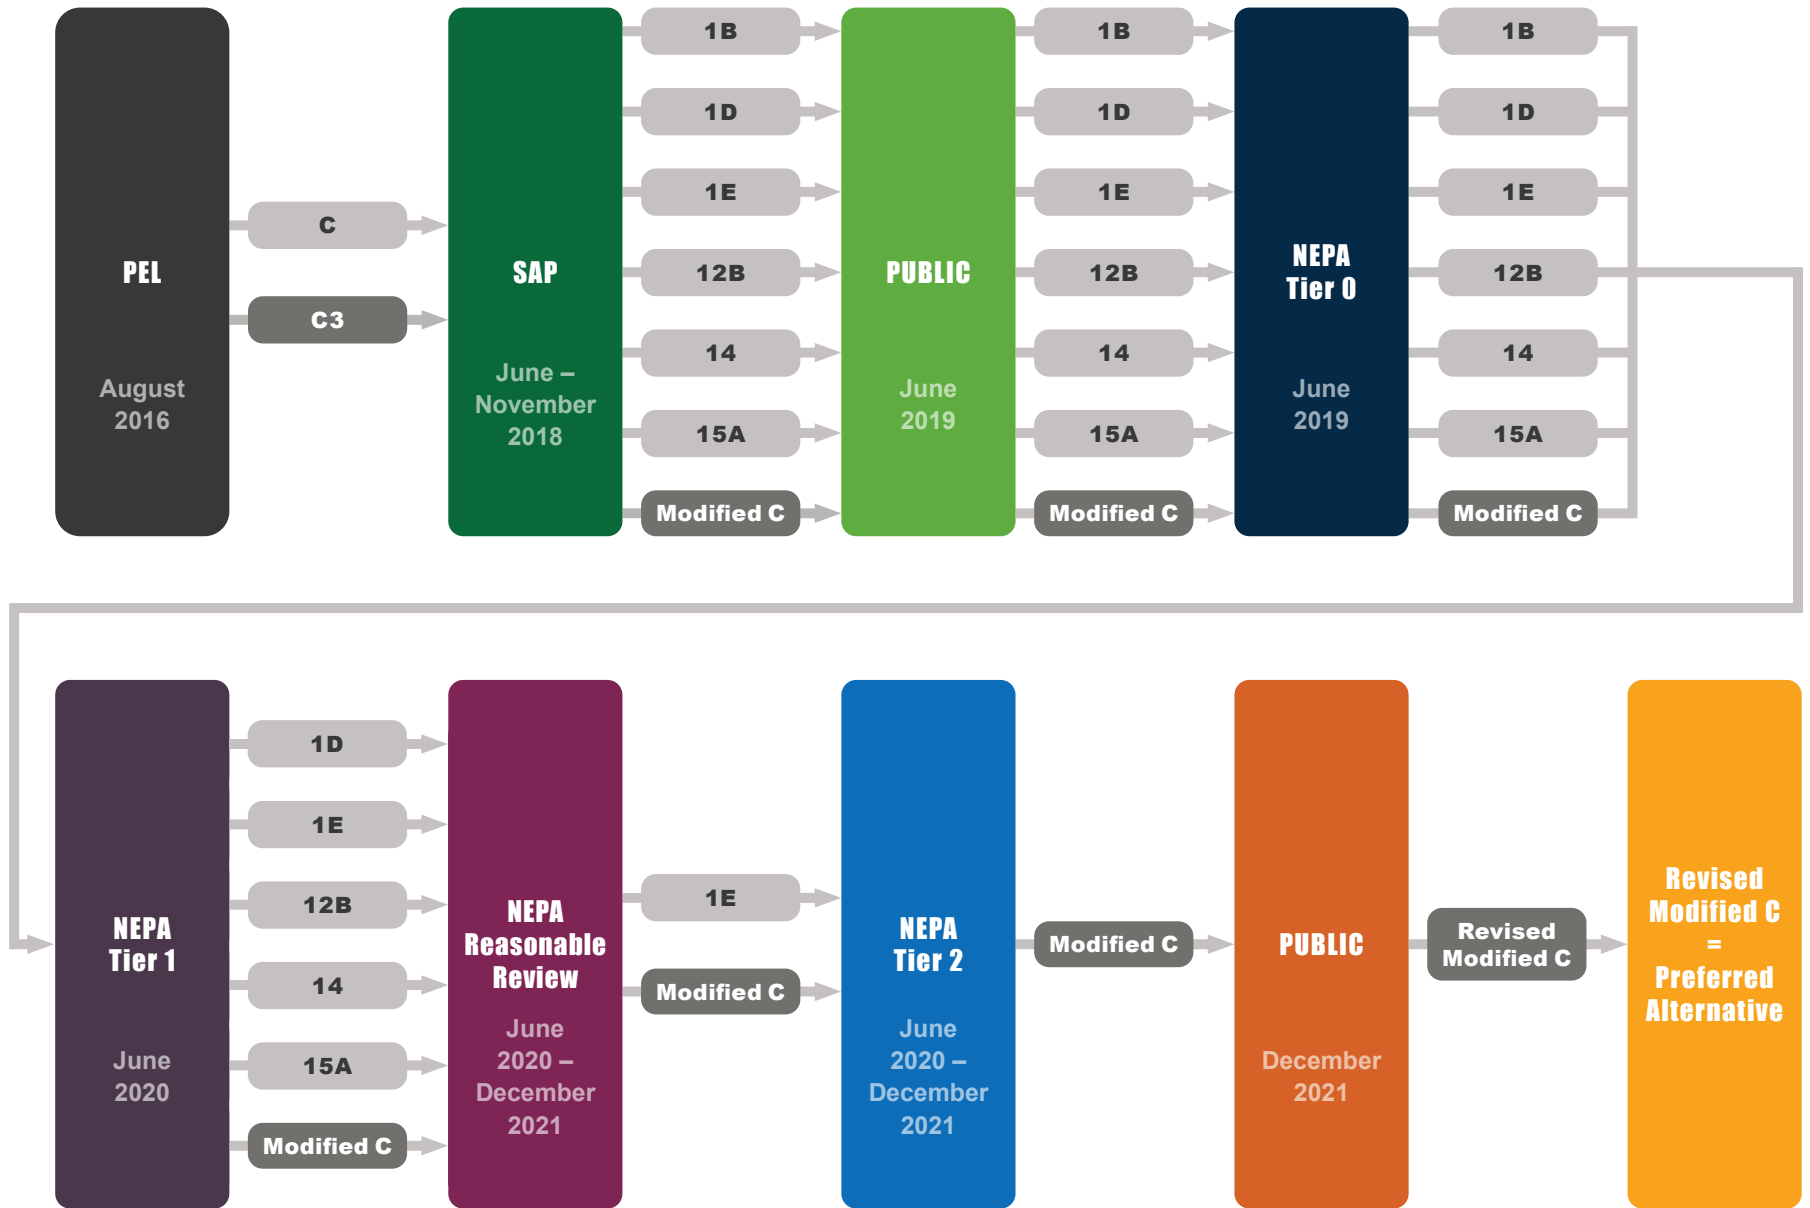 PEL
August
2016
C
C3
SAP
June –
November
2018
1B
1D
1E
12B
14
15A
Modified C
PUBLIC
June
2019
1B
1D
1E
12B
14
15A
Modified C
NEPA
Tier 0
June
2019
1B
1D
1E
12B
14
15A
Modified C
NEPA
Tier 1
June
2020
1D
1E
12B
14
15A
Modified C
NEPA
Reasonable
Review
June
2020 –
December
2021
1E
Modified C
NEPA
Tier 2
June
2020 –
December
2021
Modified C
PUBLIC
December
2021
Revised
Modified C
Revised
Modified C
=
Preferred
Alternative